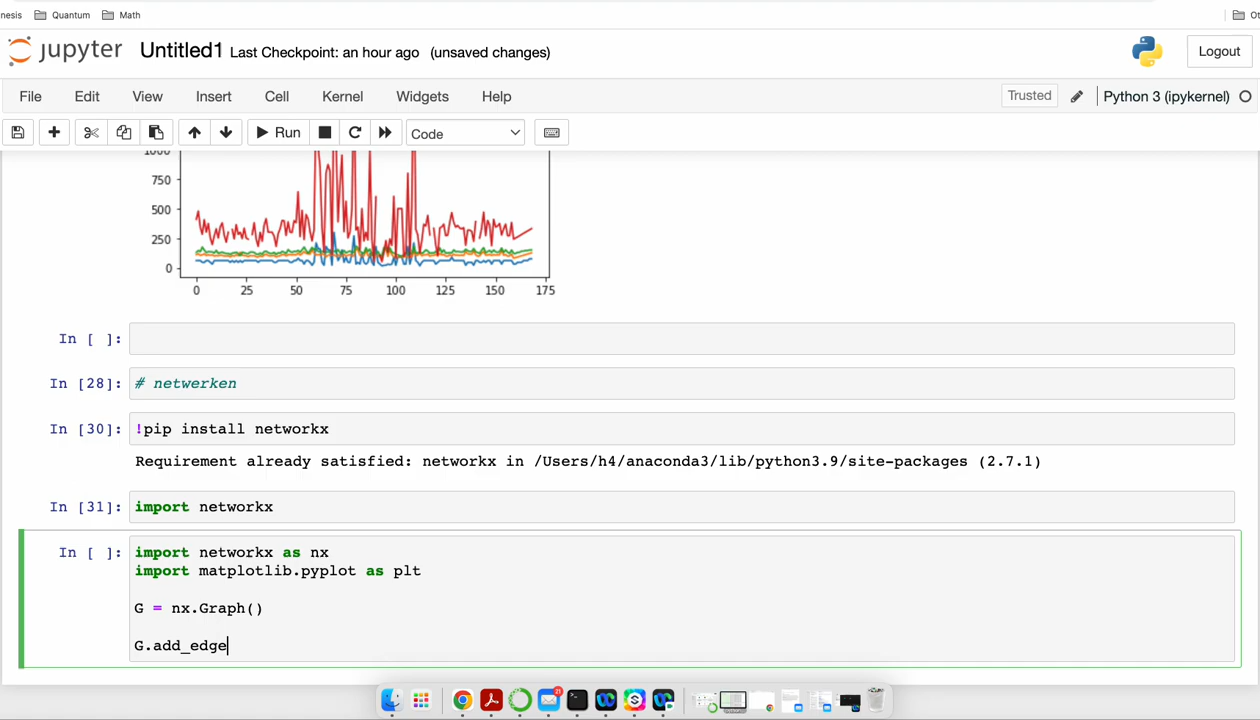 nesis Quantum Math Ot
jupyter Untitled1 Last Checkpoint: an hour ago (unsaved changes) Logout
File Edit View Insert Cell Kernel Widgets Help Trusted Python 3 (ipykernel)
Run Code
1000
750
500
250
0
0 25 50 75 100 125 150 175
In [ ]:
In [28]: # netwerken
In [30]: !pip install networkx
Requirement already satisfied: networkx in /Users/h4/anaconda3/lib/python3.9/site-packages (2.7.1)
In [31]: import networkx
In [ ]: import networkx as nx
import matplotlib.pyplot as plt
G = nx.Graph()
G.add_edge
21